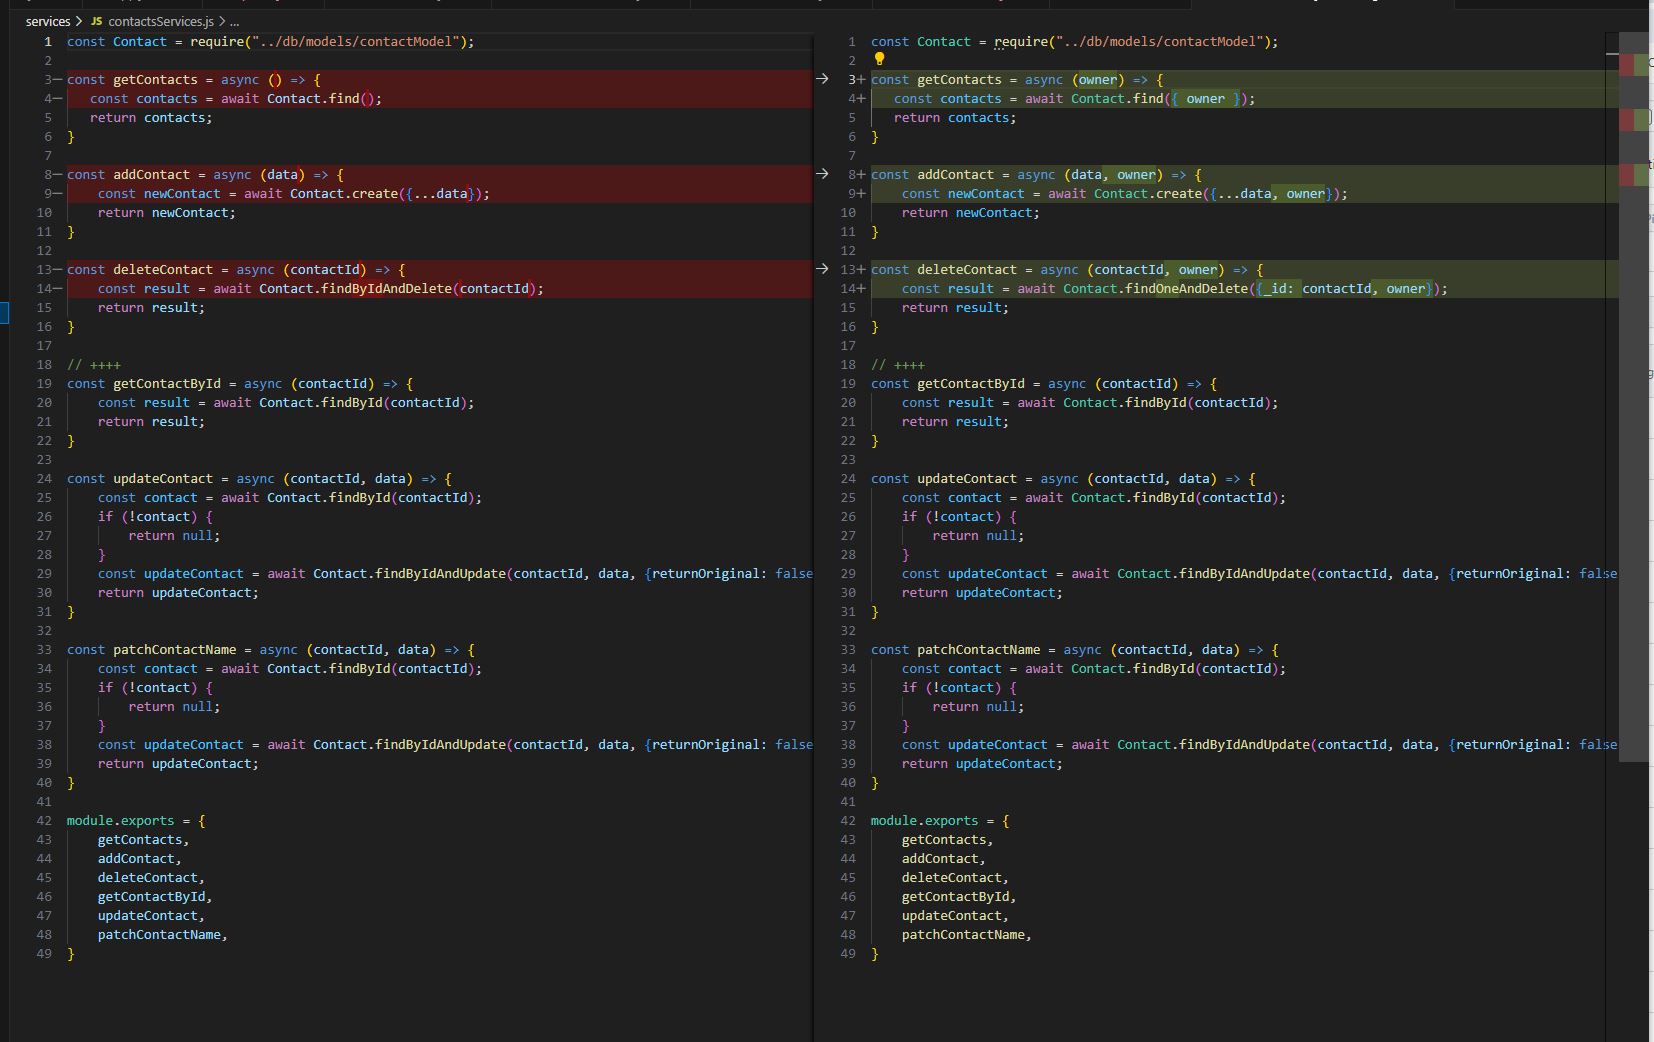 services > JS contactsServices.js > ...
1 const Contact = require("../db/models/contactModel");
2
3− const getContacts = async () => {
4− const contacts = await Contact.find();
5 return contacts;
6 }
7
8− const addContact = async (data) => {
9− const newContact = await Contact.create({...data});
10 return newContact;
11 }
12
13− const deleteContact = async (contactId) => {
14− const result = await Contact.findByIdAndDelete(contactId);
15 return result;
16 }
17
18 // ++++
19 const getContactById = async (contactId) => {
20 const result = await Contact.findById(contactId);
21 return result;
22 }
23
24 const updateContact = async (contactId, data) => {
25 const contact = await Contact.findById(contactId);
26 if (!contact) {
27 return null;
28 }
29 const updateContact = await Contact.findByIdAndUpdate(contactId, data, {returnOriginal: false
30 return updateContact;
31 }
32
33 const patchContactName = async (contactId, data) => {
34 const contact = await Contact.findById(contactId);
35 if (!contact) {
36 return null;
37 }
38 const updateContact = await Contact.findByIdAndUpdate(contactId, data, {returnOriginal: false
39 return updateContact;
40 }
41
42 module.exports = {
43 getContacts,
44 addContact,
45 deleteContact,
46 getContactById,
47 updateContact,
48 patchContactName,
49 }
1 const Contact = require("../db/models/contactModel");
2
3+ const getContacts = async (owner) => {
4+ const contacts = await Contact.find({ owner });
5 return contacts;
6 }
7
8+ const addContact = async (data, owner) => {
9+ const newContact = await Contact.create({...data, owner});
10 return newContact;
11 }
12
13+ const deleteContact = async (contactId, owner) => {
14+ const result = await Contact.findOneAndDelete({_id: contactId, owner});
15 return result;
16 }
17
18 // ++++
19 const getContactById = async (contactId) => {
20 const result = await Contact.findById(contactId);
21 return result;
22 }
23
24 const updateContact = async (contactId, data) => {
25 const contact = await Contact.findById(contactId);
26 if (!contact) {
27 return null;
28 }
29 const updateContact = await Contact.findByIdAndUpdate(contactId, data, {returnOriginal: false
30 return updateContact;
31 }
32
33 const patchContactName = async (contactId, data) => {
34 const contact = await Contact.findById(contactId);
35 if (!contact) {
36 return null;
37 }
38 const updateContact = await Contact.findByIdAndUpdate(contactId, data, {returnOriginal: false
39 return updateContact;
40 }
41
42 module.exports = {
43 getContacts,
44 addContact,
45 deleteContact,
46 getContactById,
47 updateContact,
48 patchContactName,
49 }